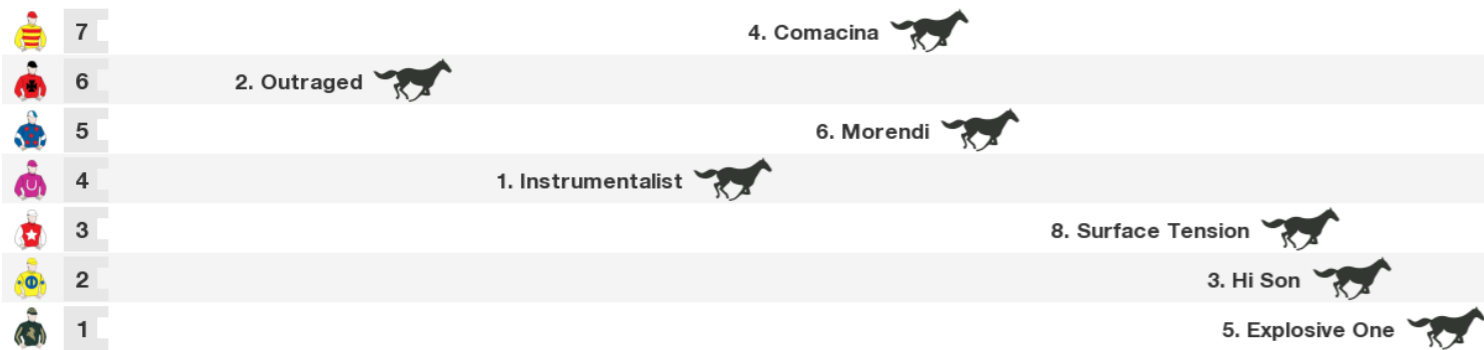 7 4. Comacina
6 2. Outraged
5 6. Morendi
4 1. Instrumentalist
3 8. Surface Tension
2 3. Hi Son
1 5. Explosive One